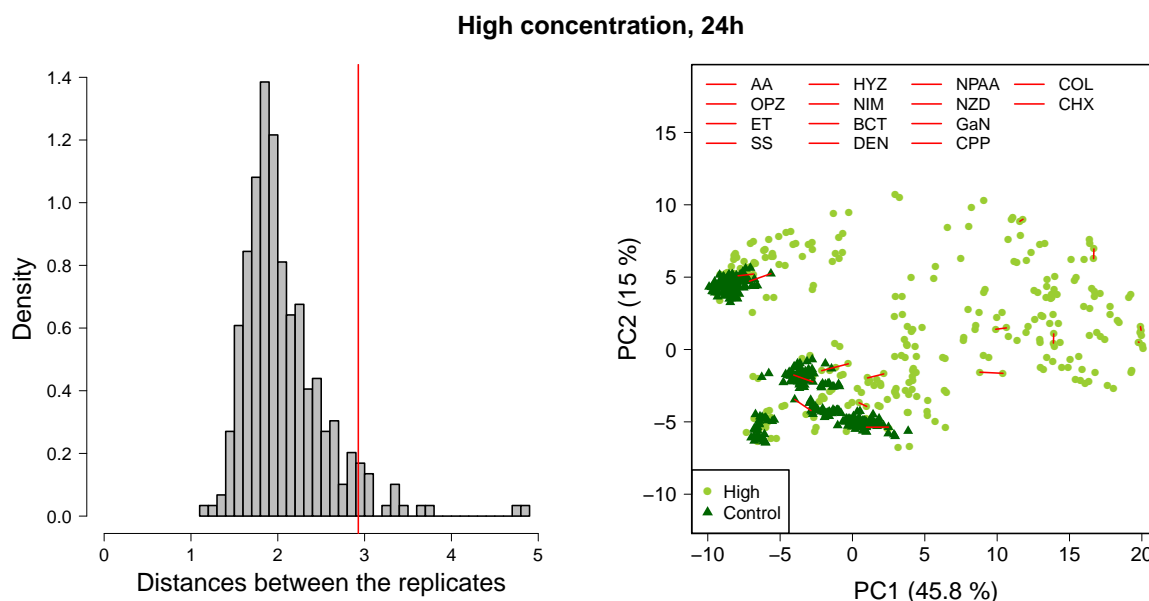 High concentration, 24h
Density
1.4
1.2
1.0
0.8
0.6
0.4
0.2
0.0
0 1 2 3 4 5
Distances between the replicates
AA HYZ NPAA COL
OPZ NIM NZD CHX
ET BCT GaN
SS DEN CPP
PC2 (15 %)
15
10
5
0
−5
−10
High
Control
−10 −5 0 5 10 15 20
PC1 (45.8 %)